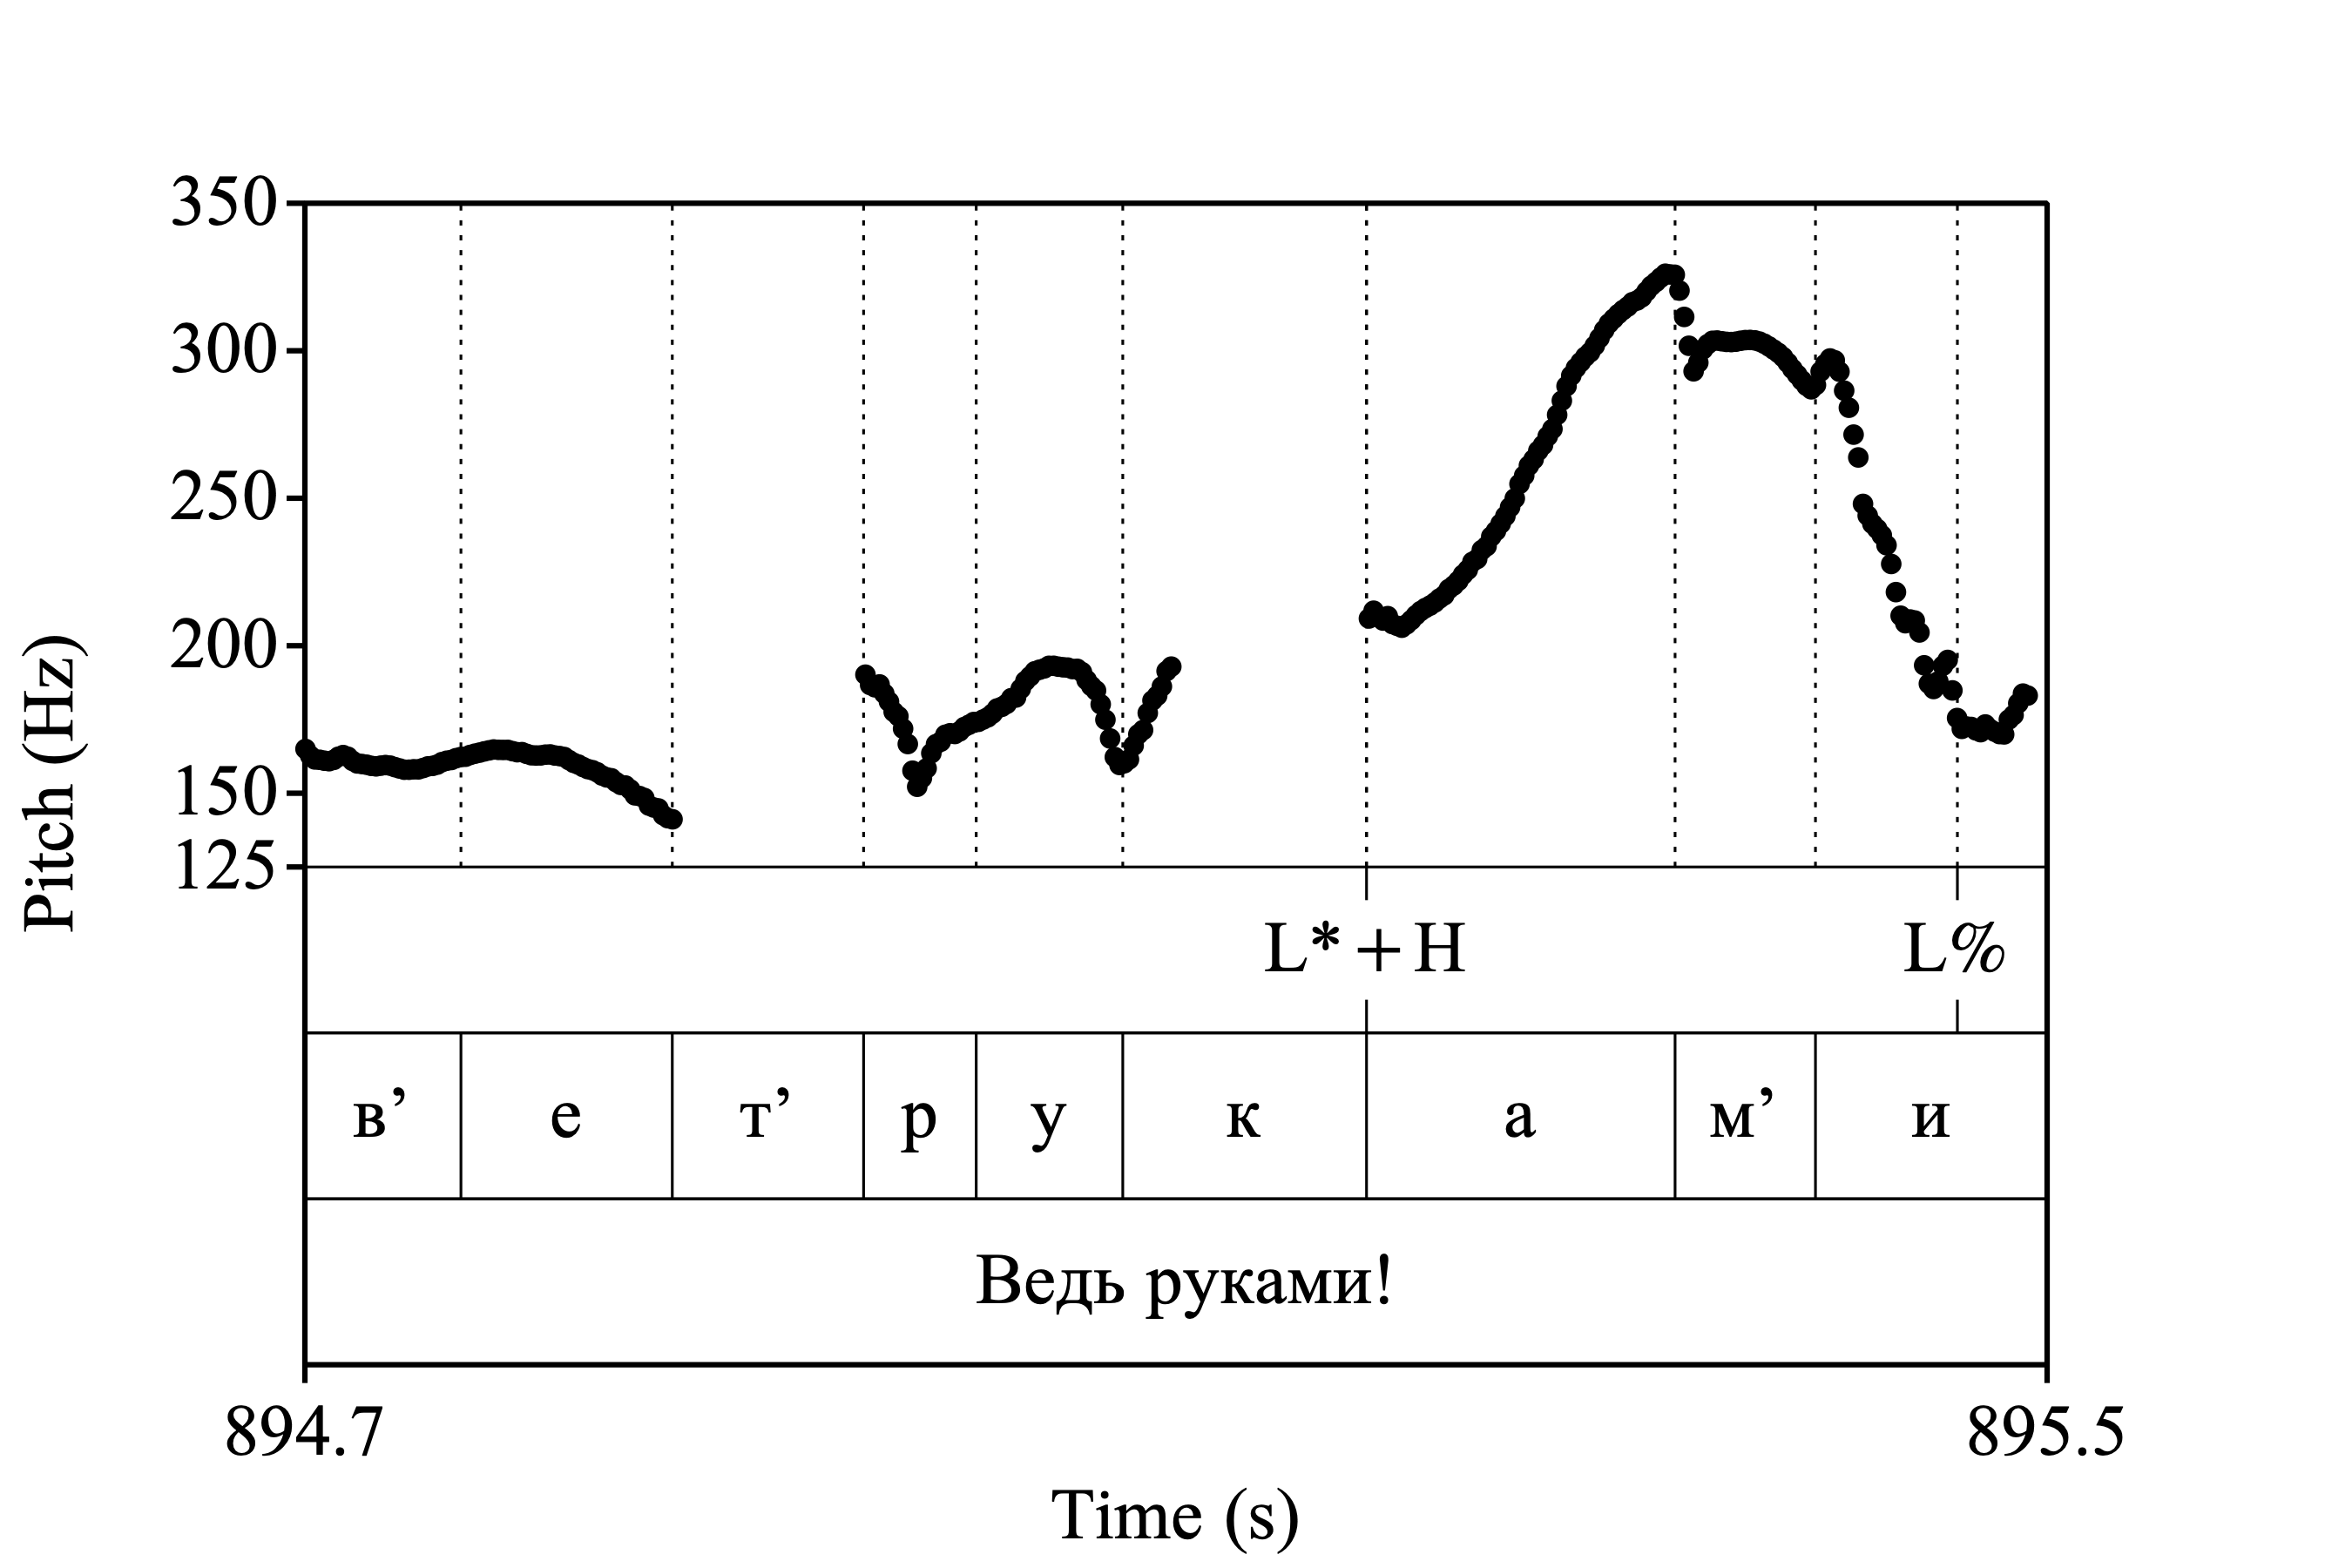 350
300
250
200
150
125
Pitch (Hz)
L*+H L%
в’ е т’ р у к а м’ и
Ведь руками!
894.7 895.5
Time (s)